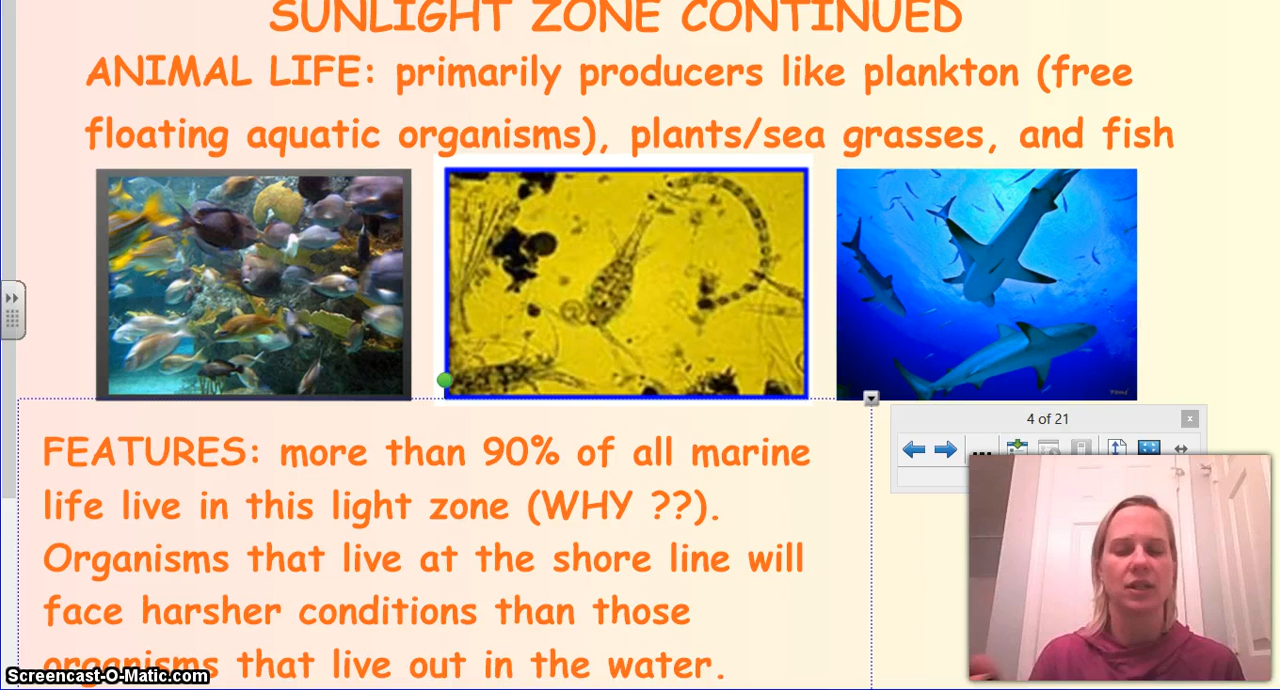 SUNLIGHT ZONE CONTINUED
ANIMAL LIFE: primarily producers like plankton (free
floating aquatic organisms), plants/sea grasses, and fish
4 of 21
FEATURES: more than 90% of all marine
life live in this light zone (WHY ??).
Organisms that live at the shore line will
face harsher conditions than those
organisms that live out in the water.
Screencast-O-Matic.com